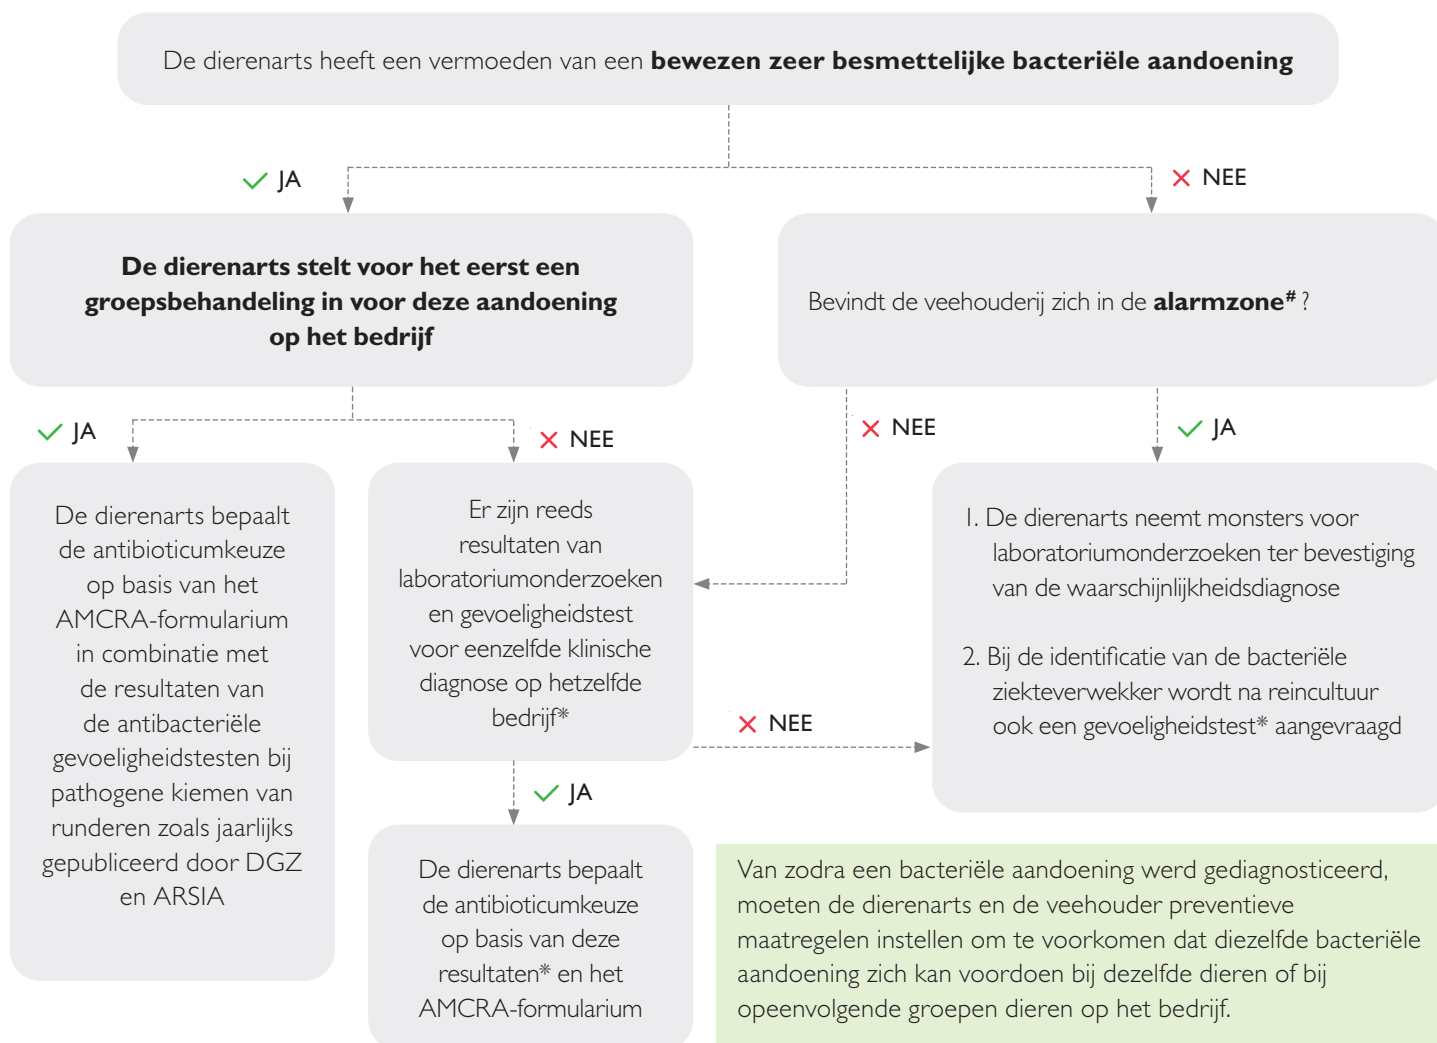 De dierenarts heeft een vermoeden van een bewezen zeer besmettelijke bacteriële aandoening
JA
NEE
De dierenarts stelt voor het eerst een
groepsbehandeling in voor deze aandoening
op het bedrijf
Bevindt de veehouderij zich in de alarmzone# ?
JA
NEE
NEE
JA
De dierenarts bepaalt
de antibioticumkeuze
op basis van het
AMCRA-formularium
in combinatie met
de resultaten van
de antibacteriële
gevoeligheidstesten bij
pathogene kiemen van
runderen zoals jaarlijks
gepubliceerd door DGZ
en ARSIA
Er zijn reeds
resultaten van
laboratoriumonderzoeken
en gevoeligheidstest
voor eenzelfde klinische
diagnose op hetzelfde
bedrijf*
1. De dierenarts neemt monsters voor
laboratoriumonderzoeken ter bevestiging
van de waarschijnlijkheidsdiagnose
2. Bij de identificatie van de bacteriële
ziekteverwekker wordt na reincultuur
ook een gevoeligheidstest* aangevraagd
NEE
JA
De dierenarts bepaalt
de antibioticumkeuze
op basis van deze
resultaten* en het
AMCRA-formularium
Van zodra een bacteriële aandoening werd gediagnosticeerd,
moeten de dierenarts en de veehouder preventieve
maatregelen instellen om te voorkomen dat diezelfde bacteriële
aandoening zich kan voordoen bij dezelfde dieren of bij
opeenvolgende groepen dieren op het bedrijf.